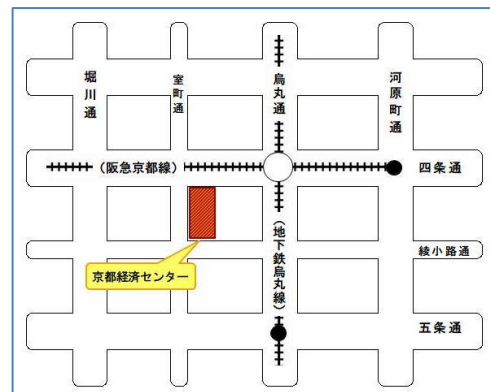 堀川通
室町通
烏丸通
河原町通
(阪急京都線)
四条通
京都経済センター
(地下鉄烏丸線)
綾小路通
五条通